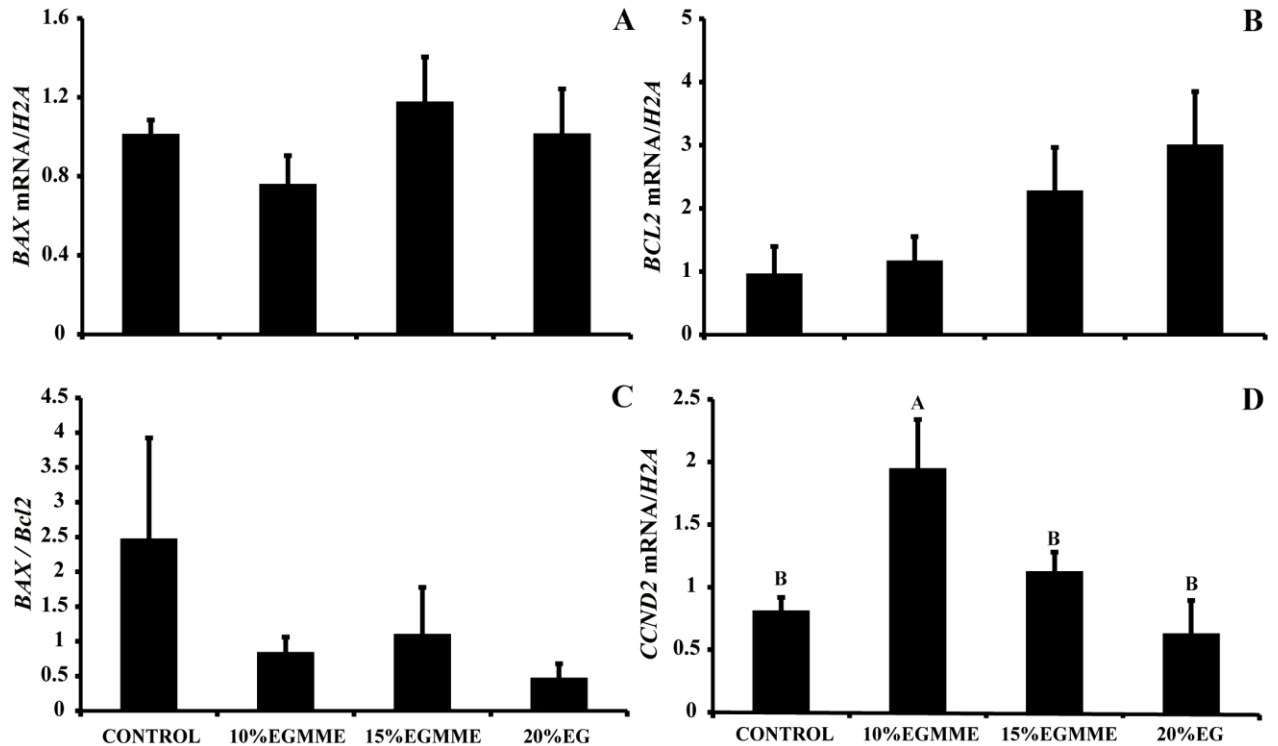 A
BAX mRNA/H2A
1.6
1.2
0.8
0.4
0
B
BCL2 mRNA/H2A
5
4
3
2
1
0
C
BAX / Bcl2
4.5
4
3.5
3
2.5
2
1.5
1
0.5
0
CONTROL 10%EGMME 15%EGMME 20%EG
D
CCND2 mRNA/H2A
2.5
2
1.5
1
0.5
0
B A B B
CONTROL 10%EGMME 15%EGMME 20%EG